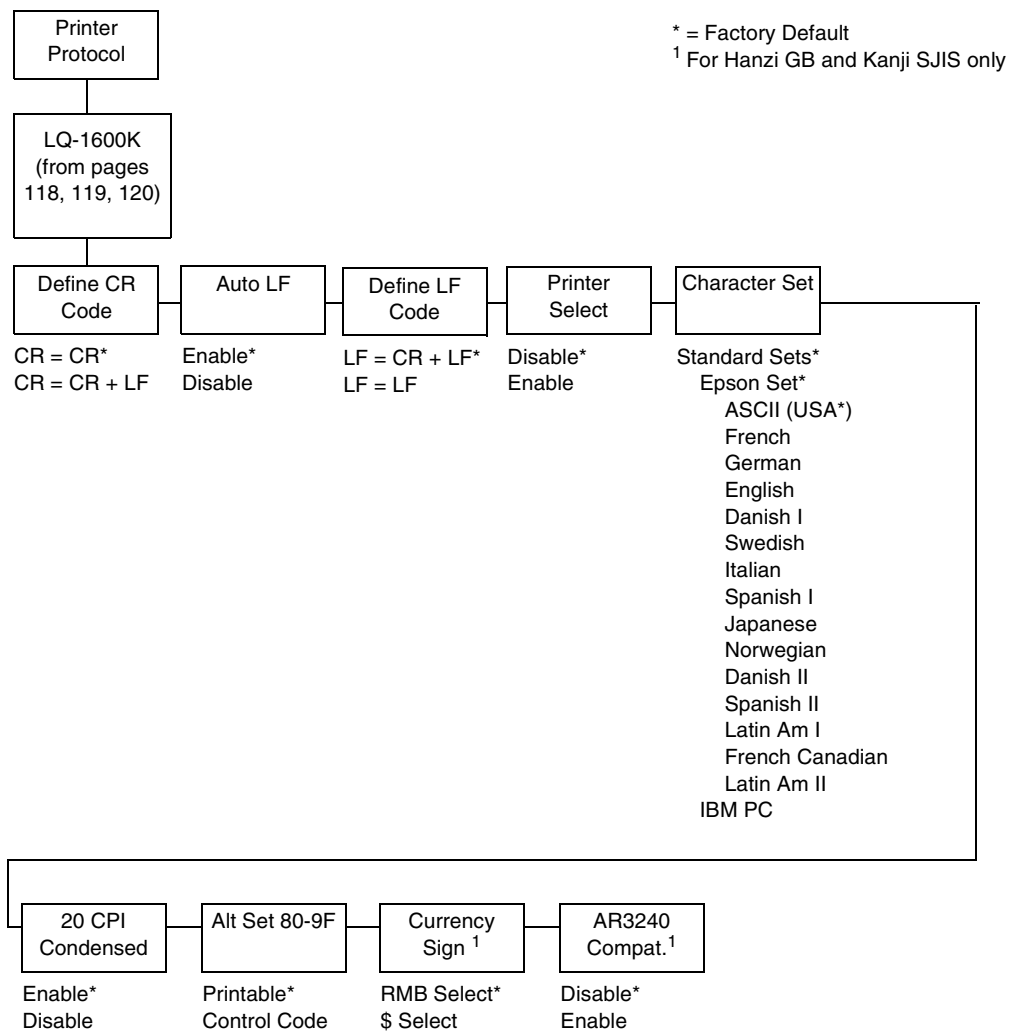 Printer
Protocol
* = Factory Default
1 For Hanzi GB and Kanji SJIS only
LQ-1600K
(from pages
118, 119, 120)
Define CR
Code
CR = CR*
CR = CR + LF
Auto LF
Enable*
Disable
Define LF
Code
LF = CR + LF*
LF = LF
Printer
Select
Disable*
Enable
Character Set
Standard Sets*
Epson Set*
ASCII (USA*)
French
German
English
Danish I
Swedish
Italian
Spanish I
Japanese
Norwegian
Danish II
Spanish II
Latin Am I
French Canadian
Latin Am II
IBM PC
20 CPI
Condensed
Enable*
Disable
Alt Set 80-9F
Printable*
Control Code
Currency
Sign 1
RMB Select*
$ Select
AR3240
Compat.1
Disable*
Enable